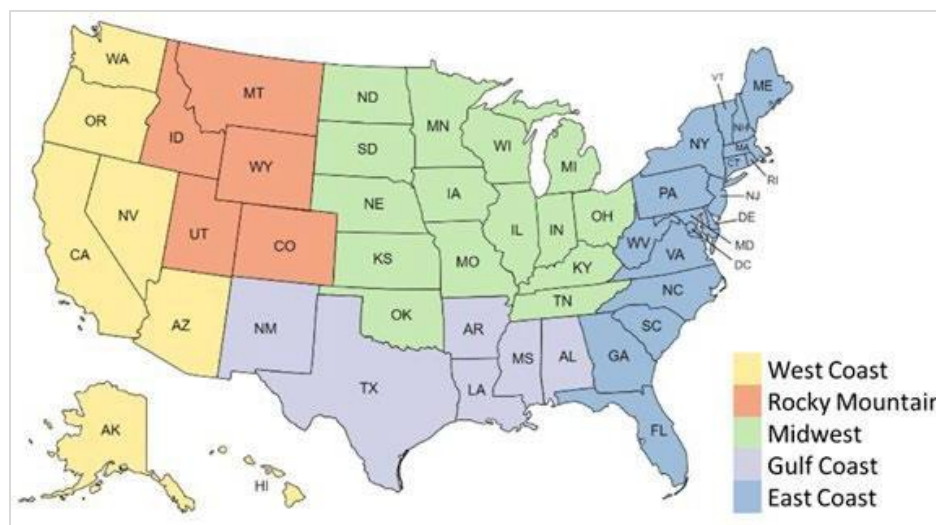 WA
MT
ND
ME
VT
OR
MN
ID
NH
WI
NY
MA
SD
MI
CT
WY
RI
PA
IA
NJ
NE
NV
OH
DE
UT
IL
IN
CO
WV
MD
CA
KS
VA
MO
DC
KY
NC
TN
OK
AZ
NM
AR
SC
MS
AL
GA
TX
LA
AK
FL
HI
West Coast
Rocky Mountain
Midwest
Gulf Coast
East Coast